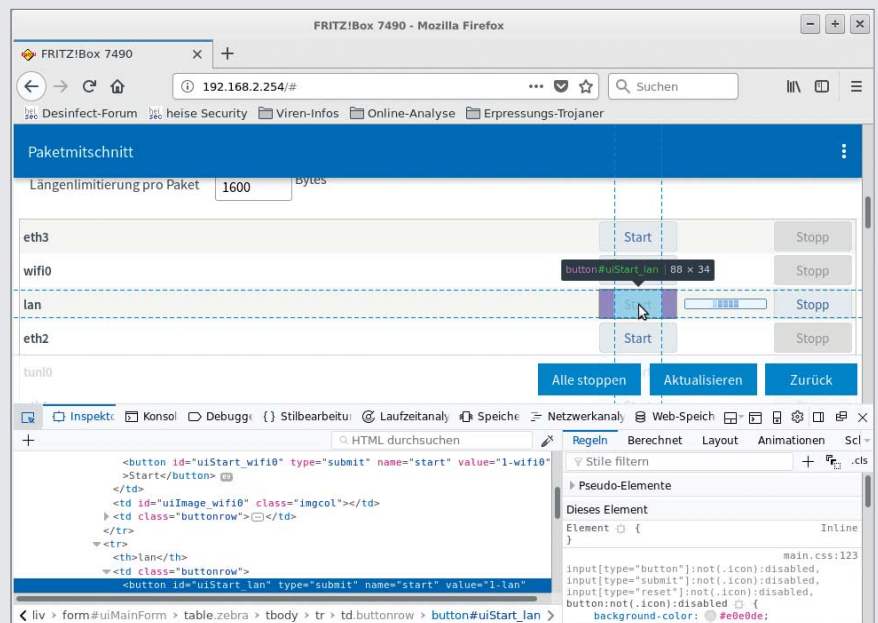 FRITZ!Box 7490 - Mozilla Firefox
FRITZ!Box 7490
192.168.2.254/#
Suchen
Desinfect-Forum heise Security Viren-Infos Online-Analyse Erpressungs-Trojaner
Paketmitschnitt
Längenlimitierung pro Paket 1600 Bytes
eth3 Start Stopp
wifi0 Stopp
button#uiStart_lan | 88 × 34
lan Start Stopp
eth2 Start Stopp
tunl0
Alle stoppen Aktualisieren Zurück
Inspekto Konsol Debugge {} Stilbearbeitu Laufzeitanaly Speiche Netzwerkanaly Web-Speich
HTML durchsuchen
Regeln Berechnet Layout Animationen Scl
<button id="uiStart_wifi0" type="submit" name="start" value="1-wifi0"
>Start</button> ev
</td>
<td id="uiImage_wifi0" class="imgcol"></td>
<td class="buttonrow"></td>
</tr>
<tr>
<th>lan</th>
<td class="buttonrow">
<button id="uiStart_lan" type="submit" name="start" value="1-lan"
liv > form#uiMainForm > table.zebra > tbody > tr > td.buttonrow > button#uiStart_lan
Stile filtern + .cls
Pseudo-Elemente
Dieses Element
Element { Inline
}
main.css:123
input[type="button"]:not(.icon):disabled,
input[type="submit"]:not(.icon):disabled,
input[type="reset"]:not(.icon):disabled,
button:not(.icon):disabled {
background-color: #e0e0de;